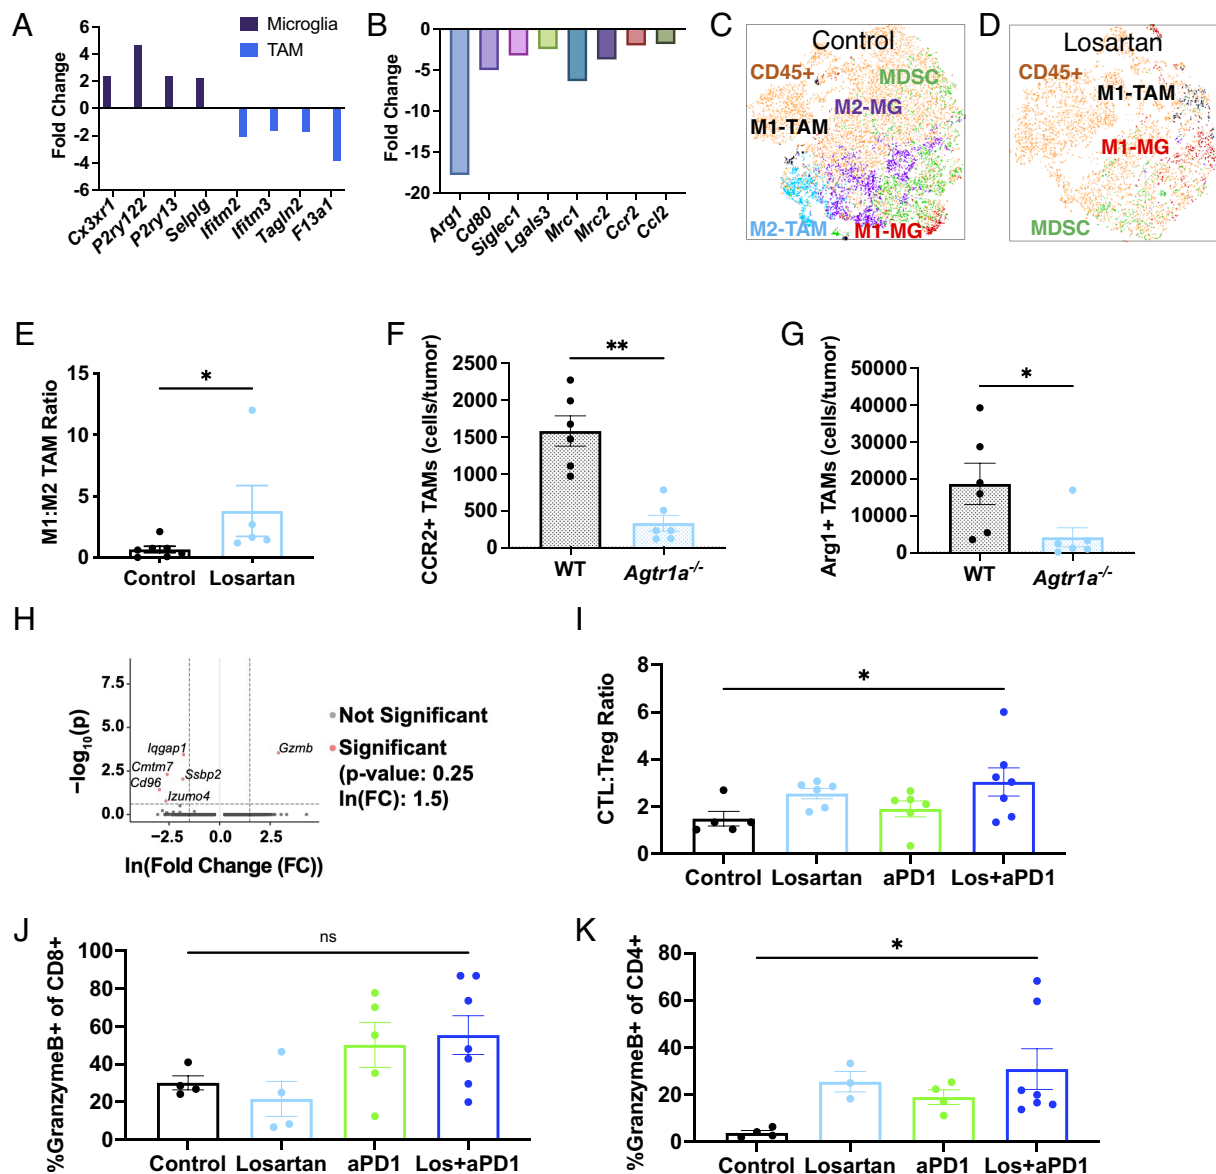 A
Microglia
TAM
Fold Change
6
4
2
0
-2
-4
-6
Cx3xr1
P2ry122
P2ry13
Selplg
Ifitm2
Ifitm3
Tagln2
F13a1
B
Fold Change
0
-5
-10
-15
-20
Arg1
Cd80
Siglec1
Lgals3
Mrc1
Mrc2
Ccr2
Ccl2
C
Control
CD45+
MDSC
M2-MG
M1-TAM
M2-TAM
M1-MG
D
Losartan
CD45+
M1-TAM
M1-MG
MDSC
E
M1:M2 TAM Ratio
15
10
5
0
*
Control
Losartan
F
CCR2+ TAMs (cells/tumor)
2500
2000
1500
1000
500
0
**
WT
Agtr1a-/-
G
Arg1+ TAMs (cells/tumor)
50000
40000
30000
20000
10000
0
*
WT
Agtr1a-/-
H
−log10(p)
7.5
5.0
2.5
0.0
Iqgap1
Gzmb
Cmtm7
Ssbp2
Cd96
Izumo4
-2.5
0.0
2.5
ln(Fold Change (FC))
Not Significant
Significant
(p-value: 0.25
ln(FC): 1.5)
I
CTL:Treg Ratio
8
6
4
2
0
*
Control
Losartan
aPD1
Los+aPD1
J
%GranzymeB+ of CD8+
100
80
60
40
20
0
ns
Control
Losartan
aPD1
Los+aPD1
K
%GranzymeB+ of CD4+
80
60
40
20
0
*
Control
Losartan
aPD1
Los+aPD1